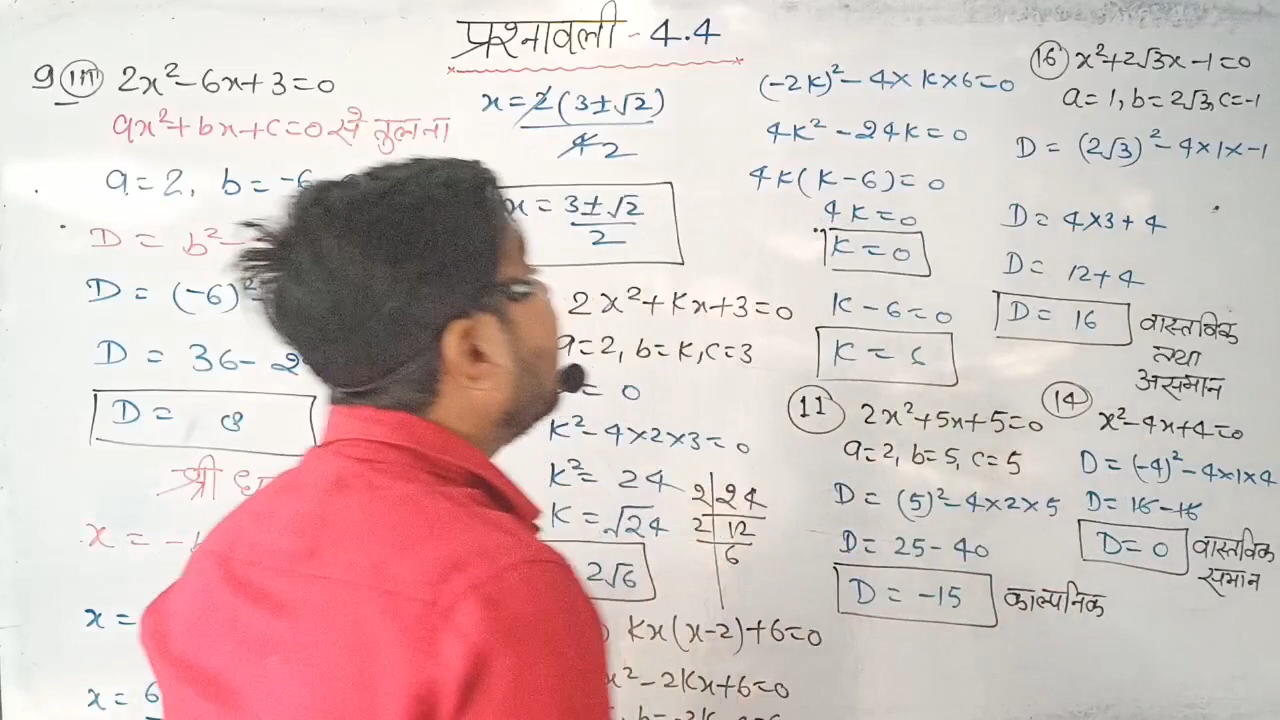 प्रश्नावली - 4.4
9 (iii) 2x² - 6x + 3 = 0
ax² + bx + c = 0 से तुलना
a = 2, b = -6
D = b² -
D = (-6)²
D = 36 - 2
D = 
श्री
x = -
x =
x = 6
x = 2(3 ± √2)
4 2
x = 3 ± √2
2
2x² + Kx + 3 = 0
a = 2, b = K, c = 3
= 0
K² - 4×2×3 = 0
K² = 24
K = √24
2√6
2 | 24
2 | 12
6
Kx(x-2) + 6 = 0
x² - 2Kx + 6 = 0
b = -2K
(-2K)² - 4×K×6 = 0
4K² - 24K = 0
4K(K-6) = 0
4K = 0
K = 0
K - 6 = 0
K = 6
(11) 2x² + 5x + 5 = 0
a = 2, b = 5, c = 5
D = (5)² - 4×2×5
D = 25 - 40
D = -15 काल्पनिक
(16) x² + 2√3x - 1 = 0
a = 1, b = 2√3, c = -1
D = (2√3)² - 4×1×-1
D = 4×3 + 4
D = 12 + 4
D = 16 वास्तविक
तथा
असमान
(14) x² - 4x + 4 = 0
D = (-4)² - 4×1×4
D = 16 - 16
D = 0 वास्तविक
समान